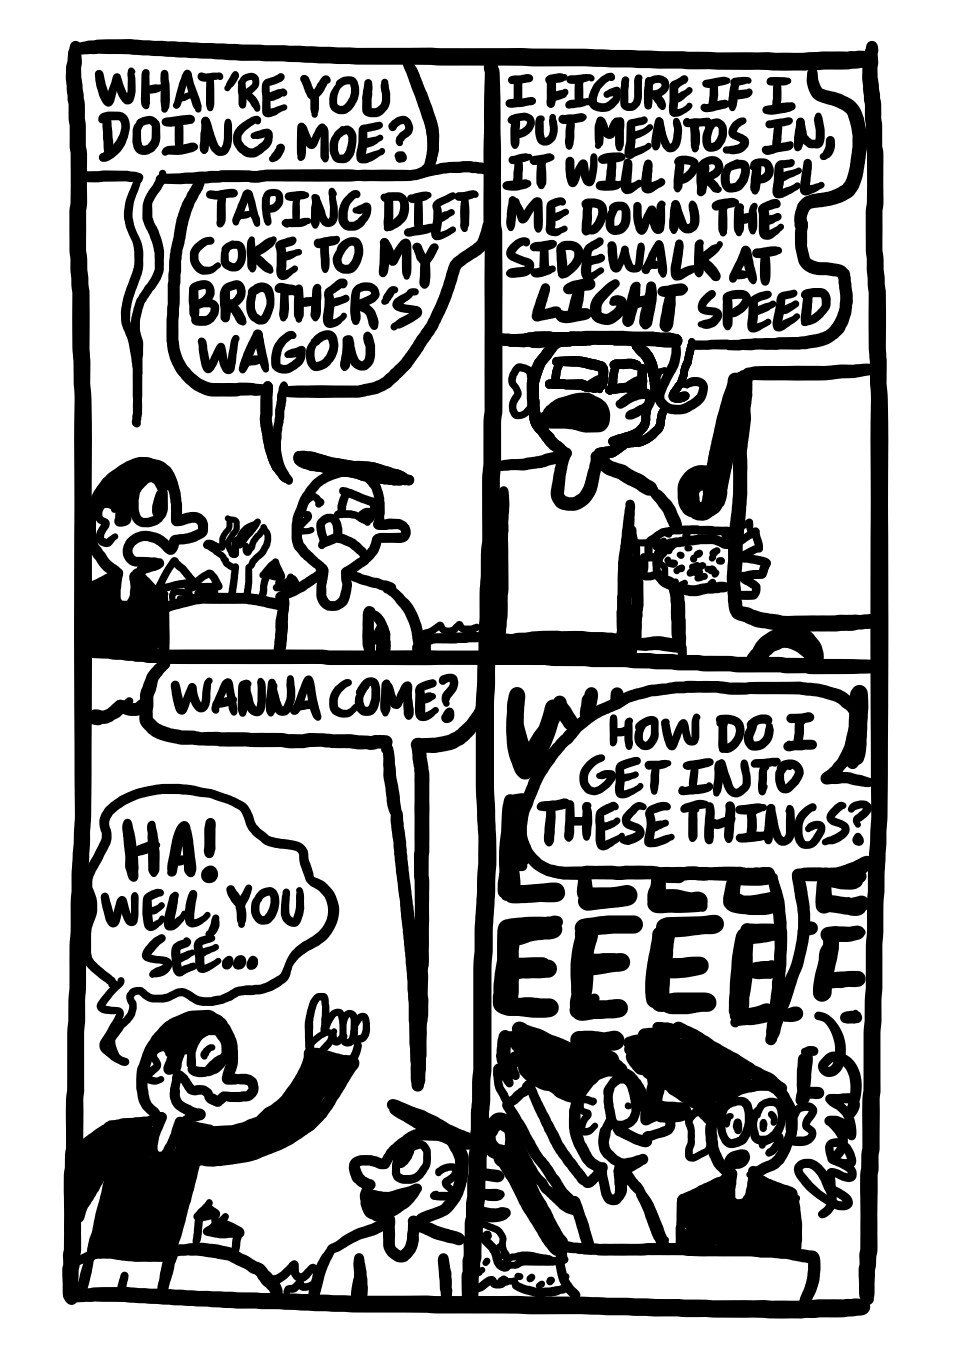 WHAT'RE YOU
DOING, MOE?
TAPING DIET
COKE TO MY
BROTHER'S
WAGON
I FIGURE IF I
PUT MENTOS IN,
IT WILL PROPEL
ME DOWN THE
SIDEWALK AT
LIGHT SPEED
WANNA COME?
HA!
WELL, YOU
SEE...
HOW DO I
GET INTO
THESE THINGS?
EEEEE